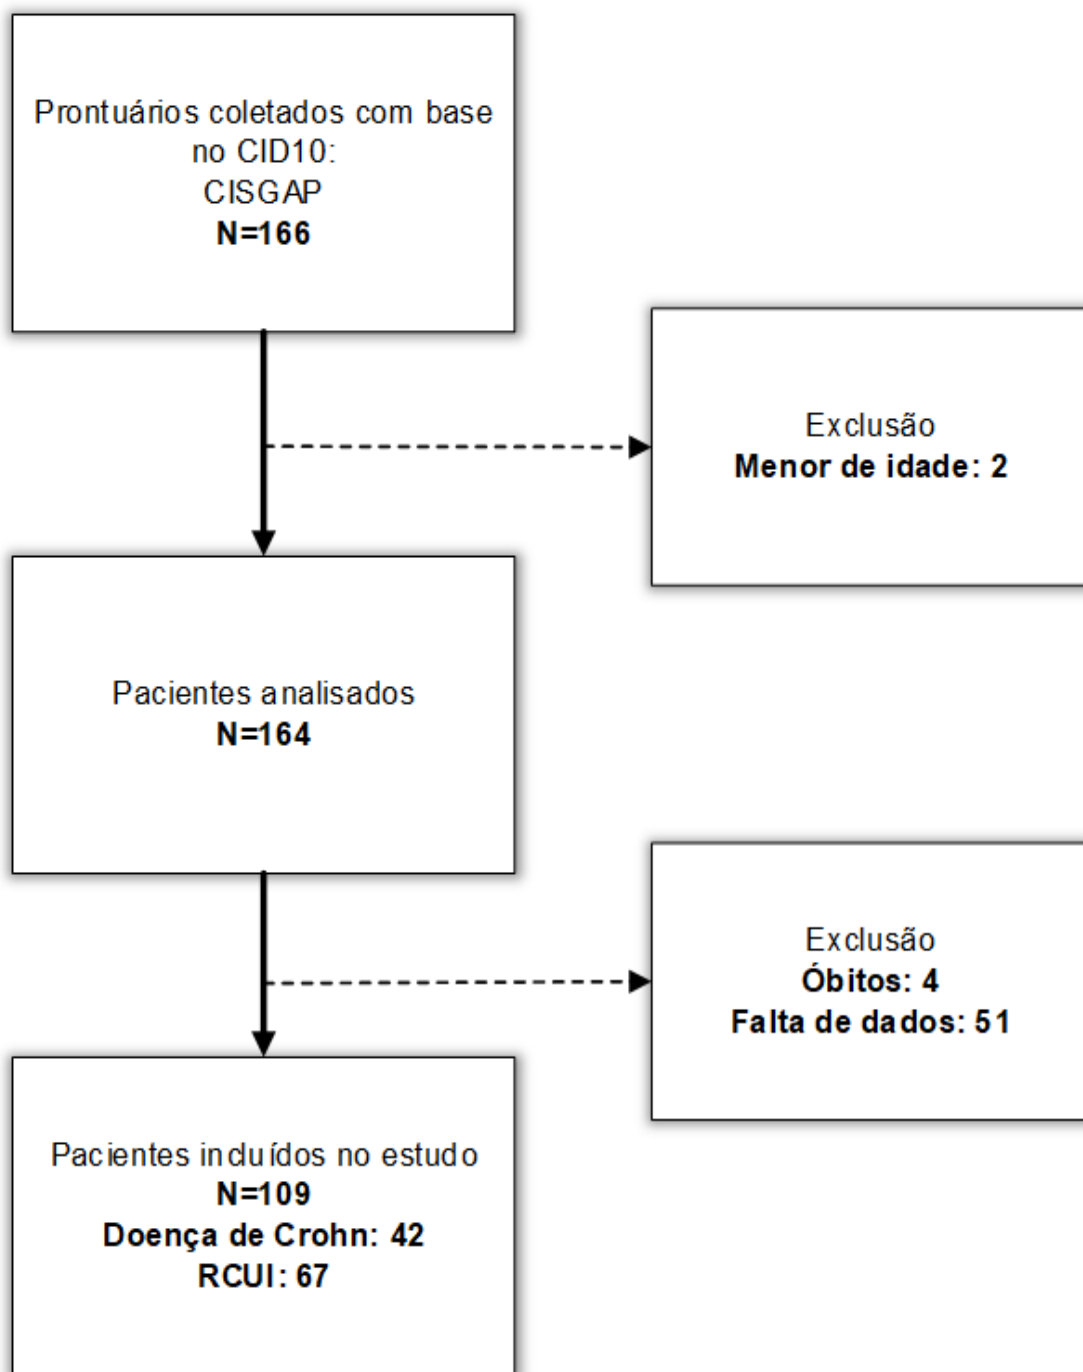 Prontuários coletados com base
no CID10:
CISGAP
N=166
Exclusão
Menor de idade: 2
Pacientes analisados
N=164
Exclusão
Óbitos: 4
Falta de dados: 51
Pacientes incluídos no estudo
N=109
Doença de Crohn: 42
RCUI: 67